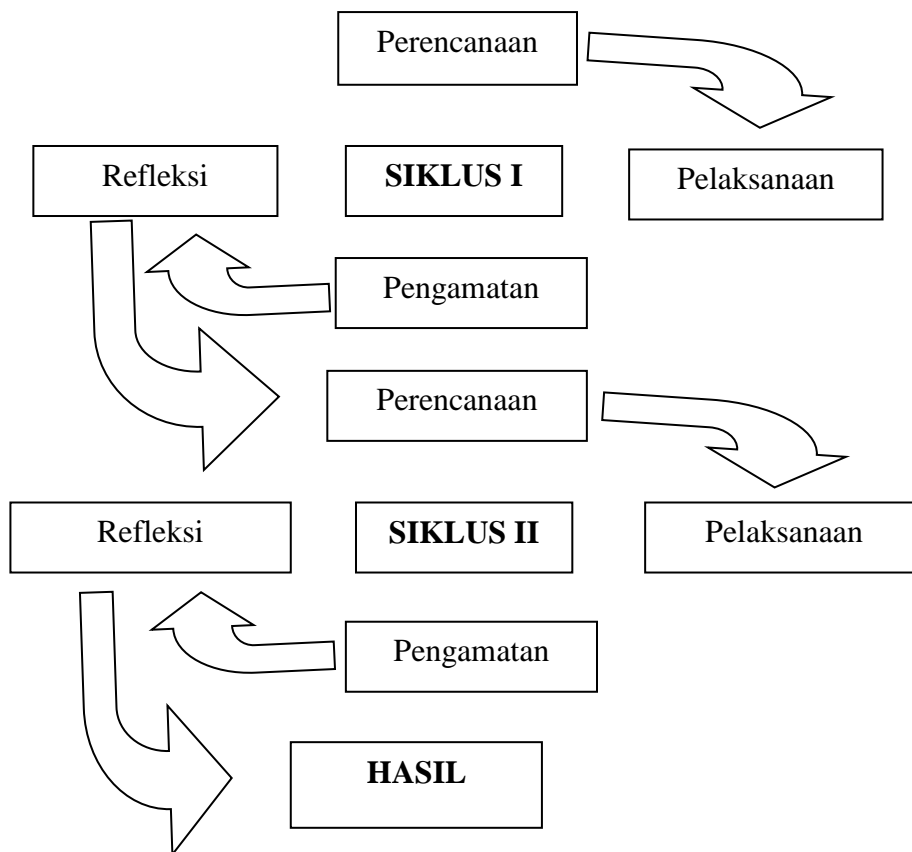 Perencanaan
Refleksi
SIKLUS I
Pelaksanaan
Pengamatan
Perencanaan
Refleksi
SIKLUS II
Pelaksanaan
Pengamatan
HASIL